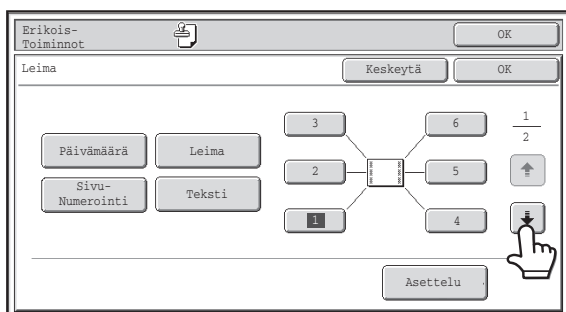 Erikois-
Toiminnot
OK
Leima
Keskeytä
OK
3
6
1
2
Päivämäärä
Leima
2
5
Sivu-
Numerointi
Teksti
1
4
Asettelu